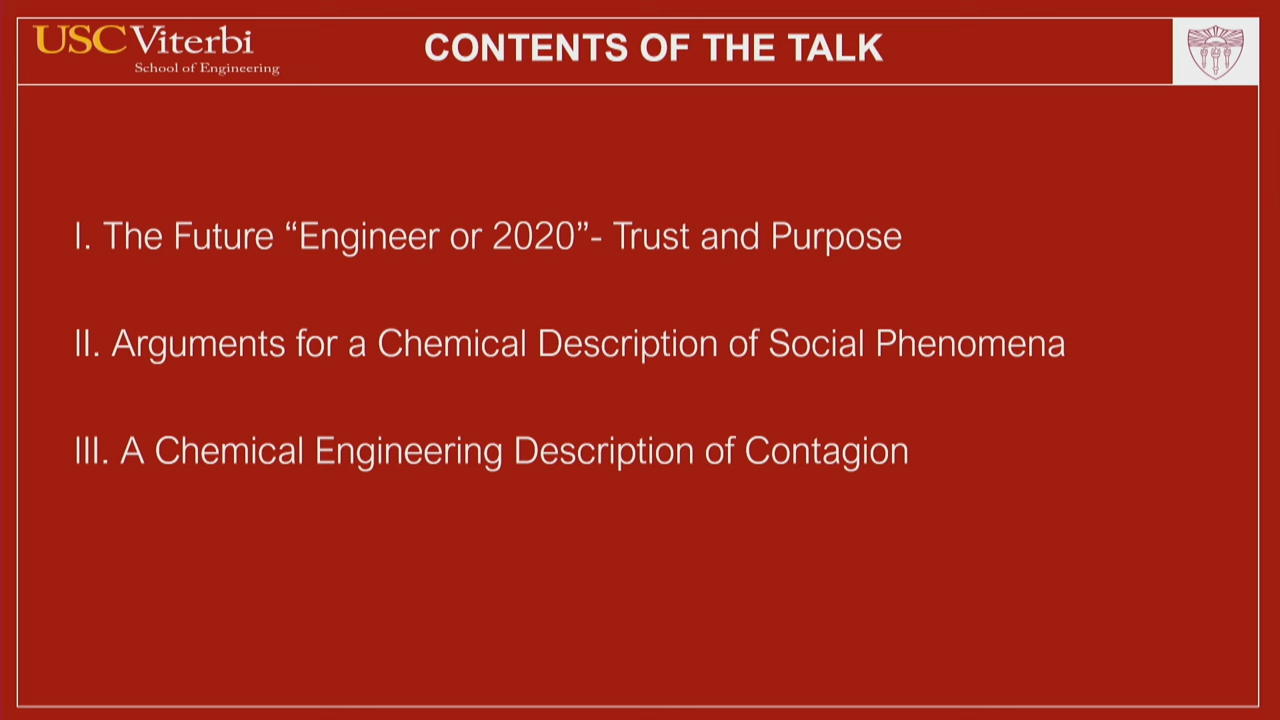 USC Viterbi
School of Engineering
CONTENTS OF THE TALK
I. The Future “Engineer or 2020”- Trust and Purpose
II. Arguments for a Chemical Description of Social Phenomena
III. A Chemical Engineering Description of Contagion